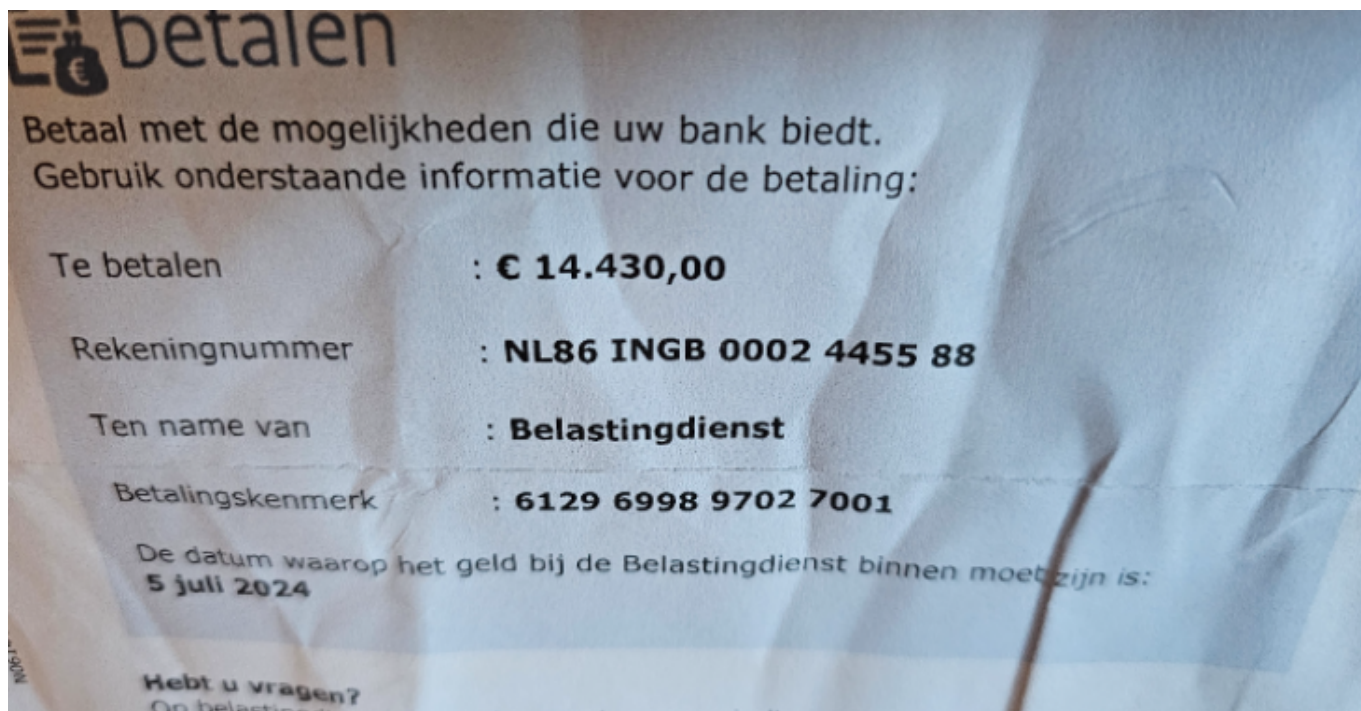 betalen
Betaal met de mogelijkheden die uw bank biedt.
Gebruik onderstaande informatie voor de betaling:
Te betalen : € 14.430,00
Rekeningnummer : NL86 INGB 0002 4455 88
Ten name van : Belastingdienst
Betalingskenmerk : 6129 6998 9702 7001
De datum waarop het geld bij de Belastingdienst binnen moet zijn is:
5 juli 2024
Hebt u vragen?